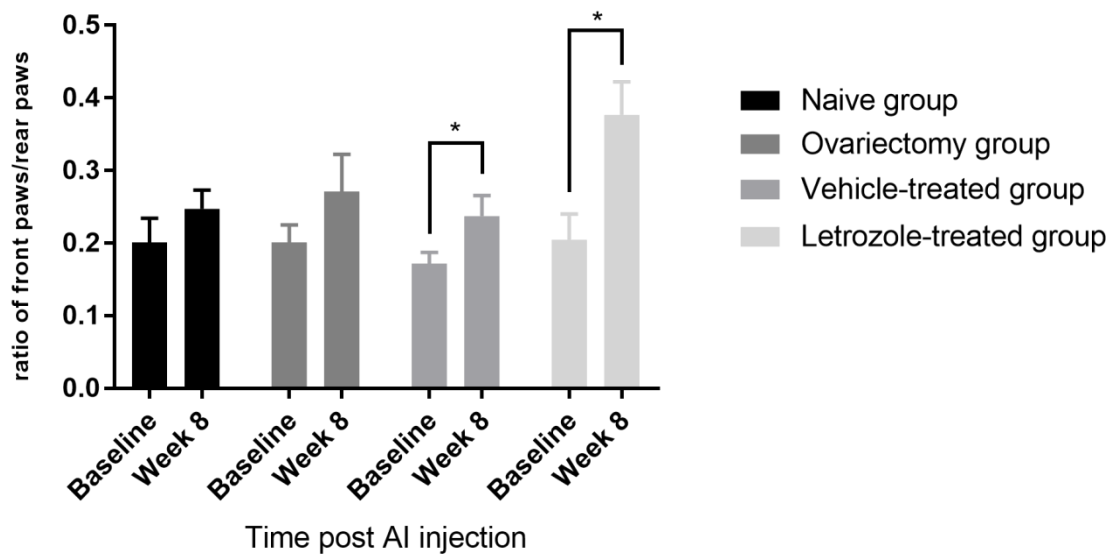 ratio of front paws/rear paws
0.5
0.4
0.3
0.2
0.1
0.0
*
*
Baseline
Week 8
Baseline
Week 8
Baseline
Week 8
Baseline
Week 8
Time post AI injection
Naive group
Ovariectomy group
Vehicle-treated group
Letrozole-treated group